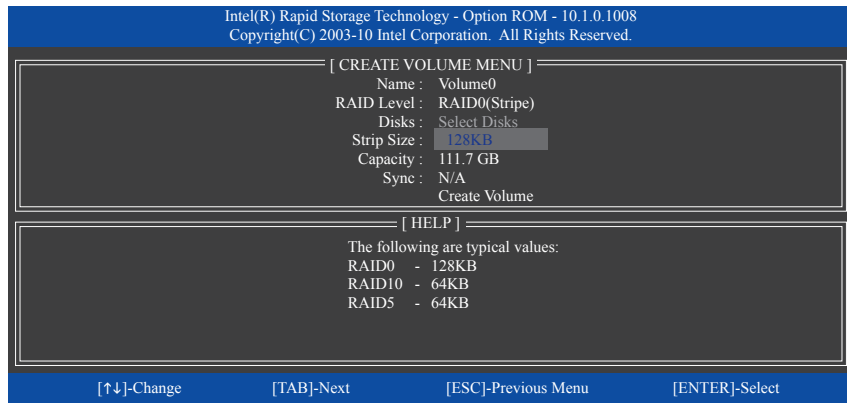 Intel(R) Rapid Storage Technology - Option ROM - 10.1.0.1008
Copyright(C) 2003-10 Intel Corporation. All Rights Reserved.
[ CREATE VOLUME MENU ]
Name : Volume0
RAID Level : RAID0(Stripe)
Disks : Select Disks
Strip Size : 128KB
Capacity : 111.7 GB
Sync : N/A
Create Volume
[ HELP ]
The following are typical values:
RAID0 - 128KB
RAID10 - 64KB
RAID5 - 64KB
[↑↓]-Change [TAB]-Next [ESC]-Previous Menu [ENTER]-Select